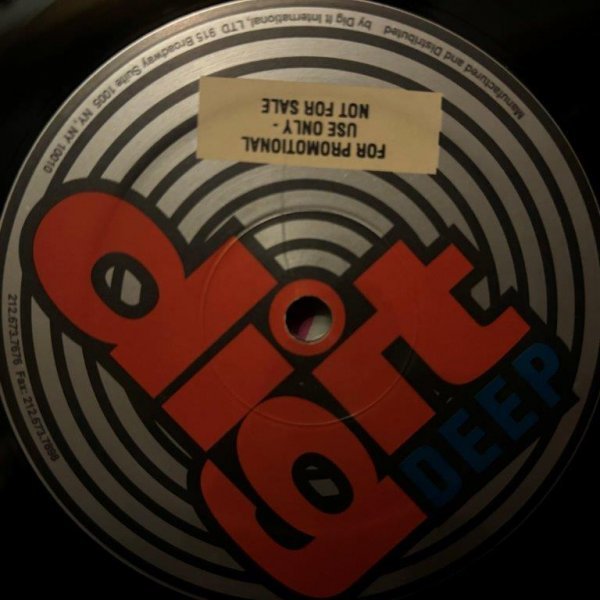 Manufactured and Distributed by Dig It International, LTD 915 Broadway Suite 1005 NY, NY 10010
FOR PROMOTIONAL
USE ONLY -
NOT FOR SALE
dig
it
DEEP
212.673.7676 Fax: 212.673.7698